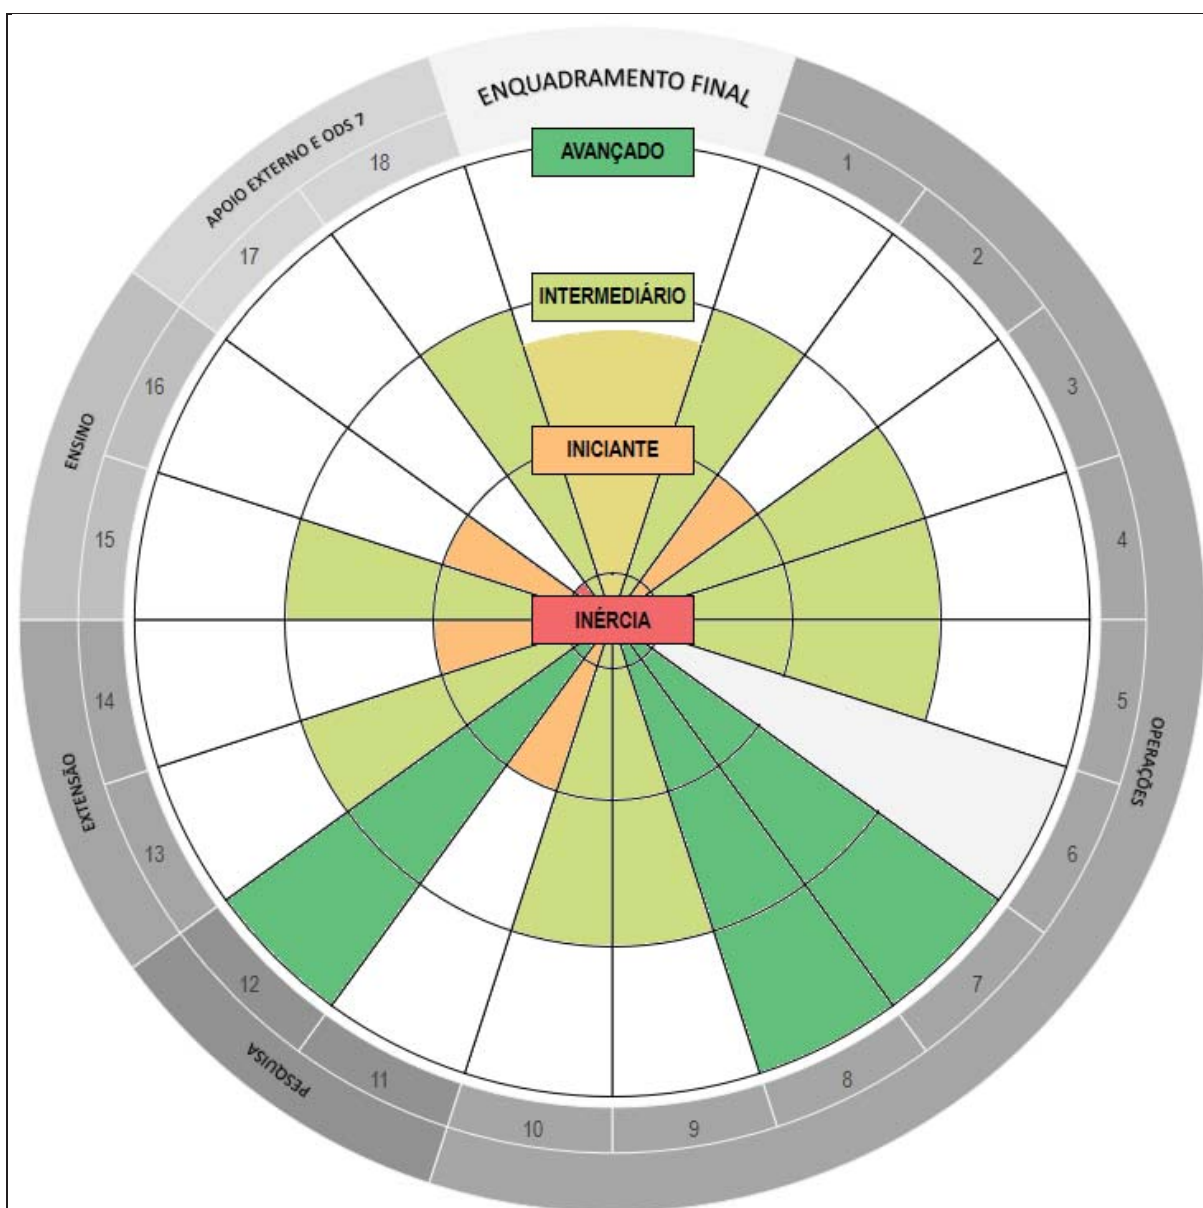 ENQUADRAMENTO FINAL
AVANÇADO
INTERMEDIÁRIO
INICIANTE
INÉRCIA
OPERAÇÕES
1
2
3
4
5
6
7
8
9
10
PESQUISA
11
12
EXTENSÃO
13
14
ENSINO
15
16
APOIO EXTERNO E ODS 7
17
18